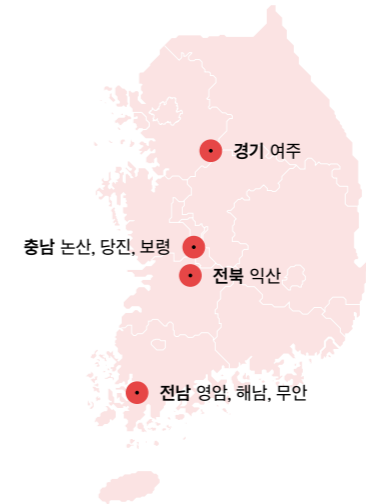 경기 여주
충남 논산, 당진, 보령
전북 익산
전남 영암, 해남, 무안